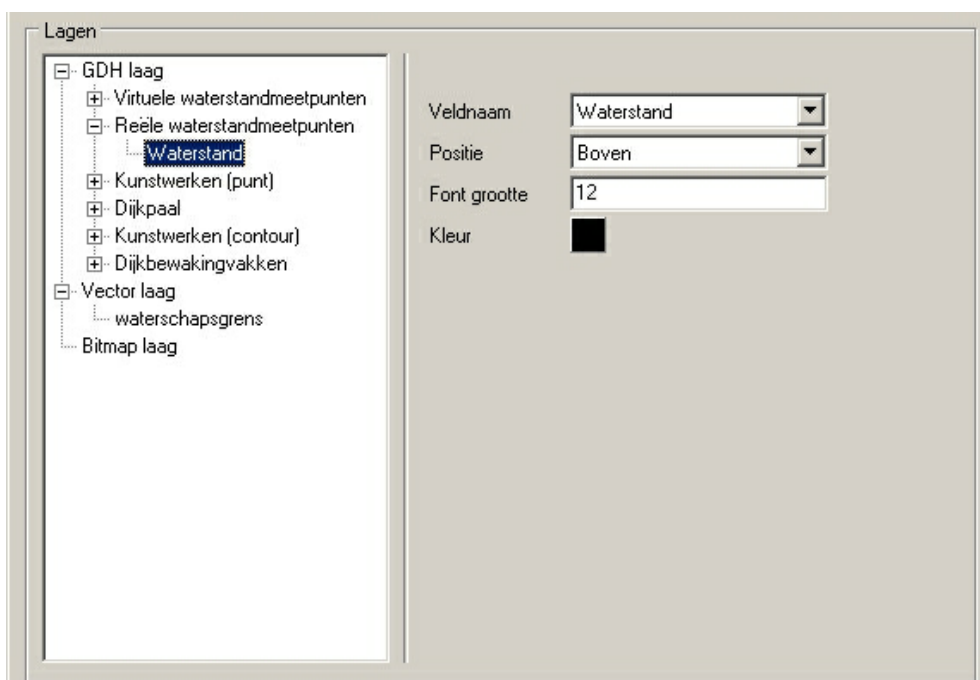 Lagen
GDH laag
Virtuele waterstandmeetpunten
Reële waterstandmeetpunten
Waterstand
Kunstwerken (punt)
Dijkpaal
Kunstwerken (contour)
Dijkbewakingvakken
Vector laag
waterschapsgrens
Bitmap laag
Veldnaam Waterstand
Positie Boven
Font grootte 12
Kleur